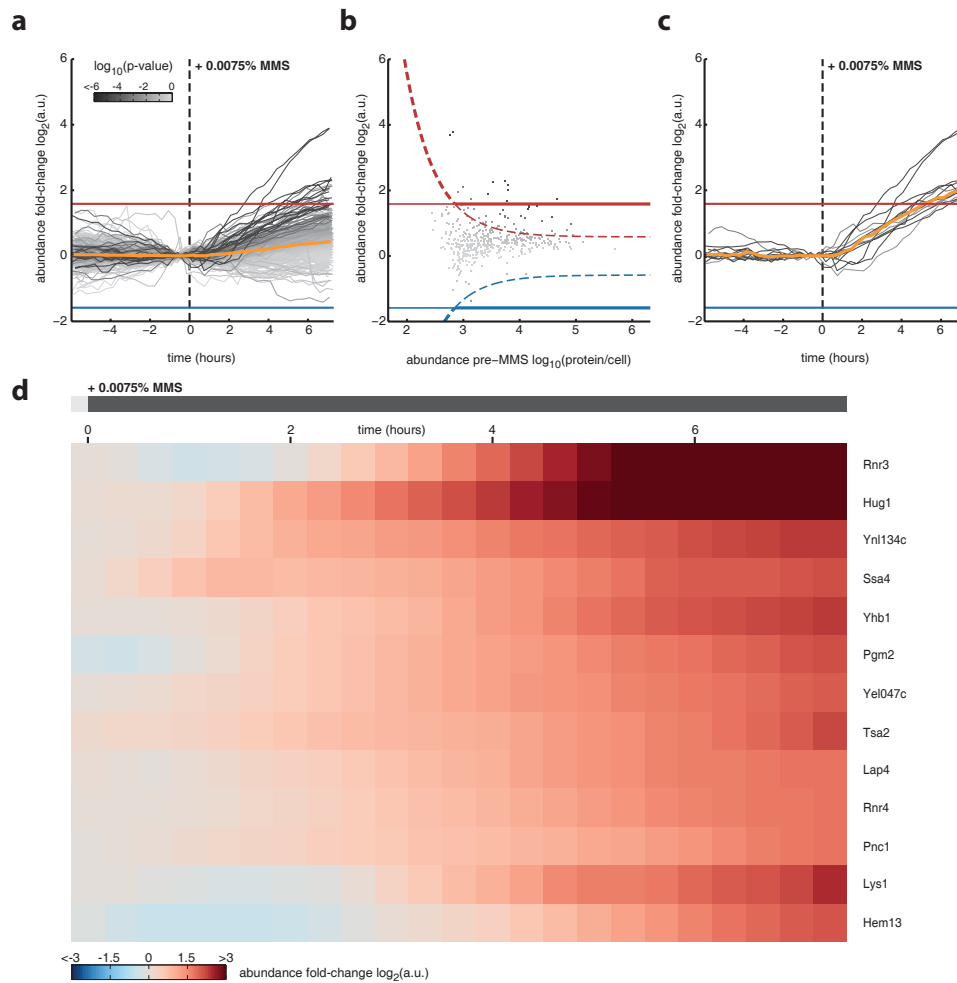 a
b
c
log10(p-value)
<-6 -4 -2 0
+ 0.0075% MMS
abundance fold-change log2(a.u.)
6
4
2
0
−2
−4 −2 0 2 4 6
time (hours)
abundance fold-change log2(a.u.)
6
4
2
0
−2
2 3 4 5 6
abundance pre−MMS log10(protein/cell)
+ 0.0075% MMS
abundance fold-change log2(a.u.)
6
4
2
0
−2
−4 −2 0 2 4 6
time (hours)
d
+ 0.0075% MMS
0 2 time (hours) 4 6
Rnr3
Hug1
Ynl134c
Ssa4
Yhb1
Pgm2
Yel047c
Tsa2
Lap4
Rnr4
Pnc1
Lys1
Hem13
<-3 -1.5 0 1.5 >3
abundance fold-change log2(a.u.)